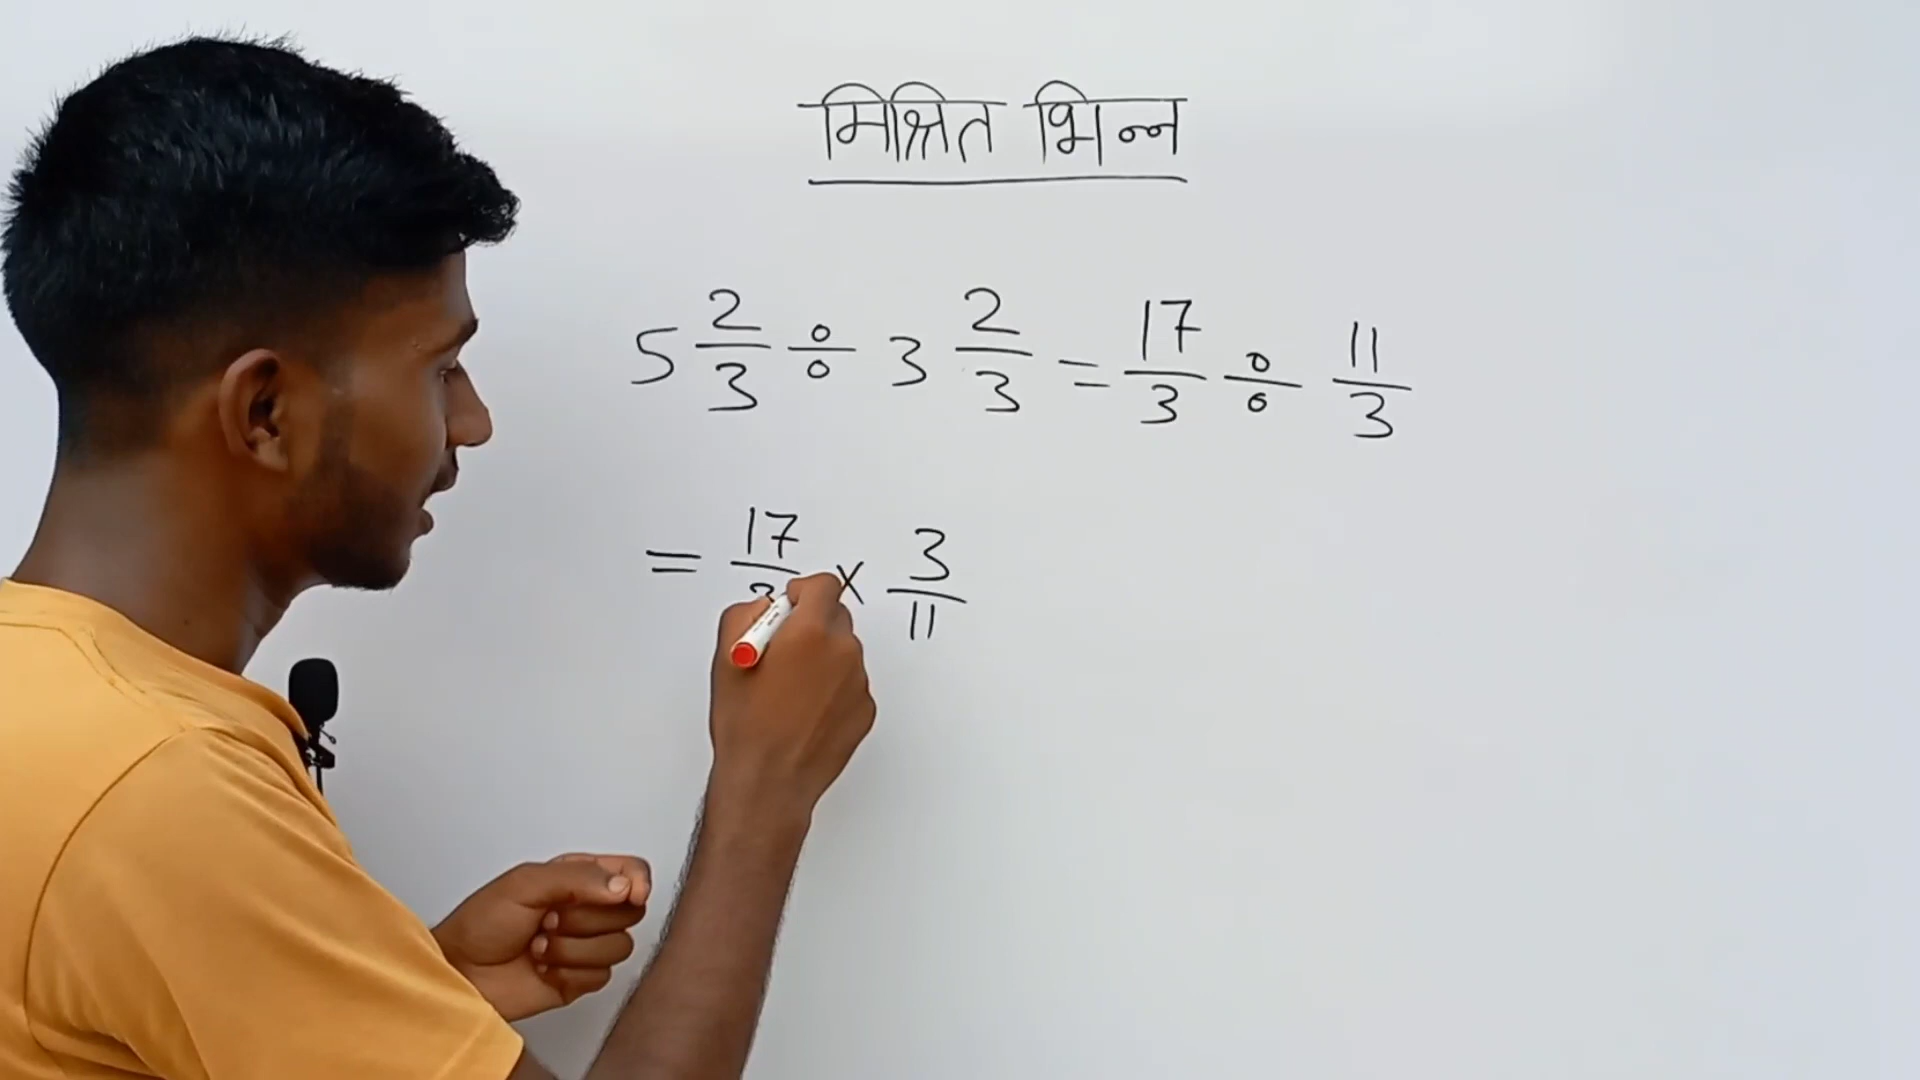 मिश्रित भिन्न
5 2/3 ÷ 3 2/3 = 17/3 ÷ 11/3
= 17/3 × 3/11